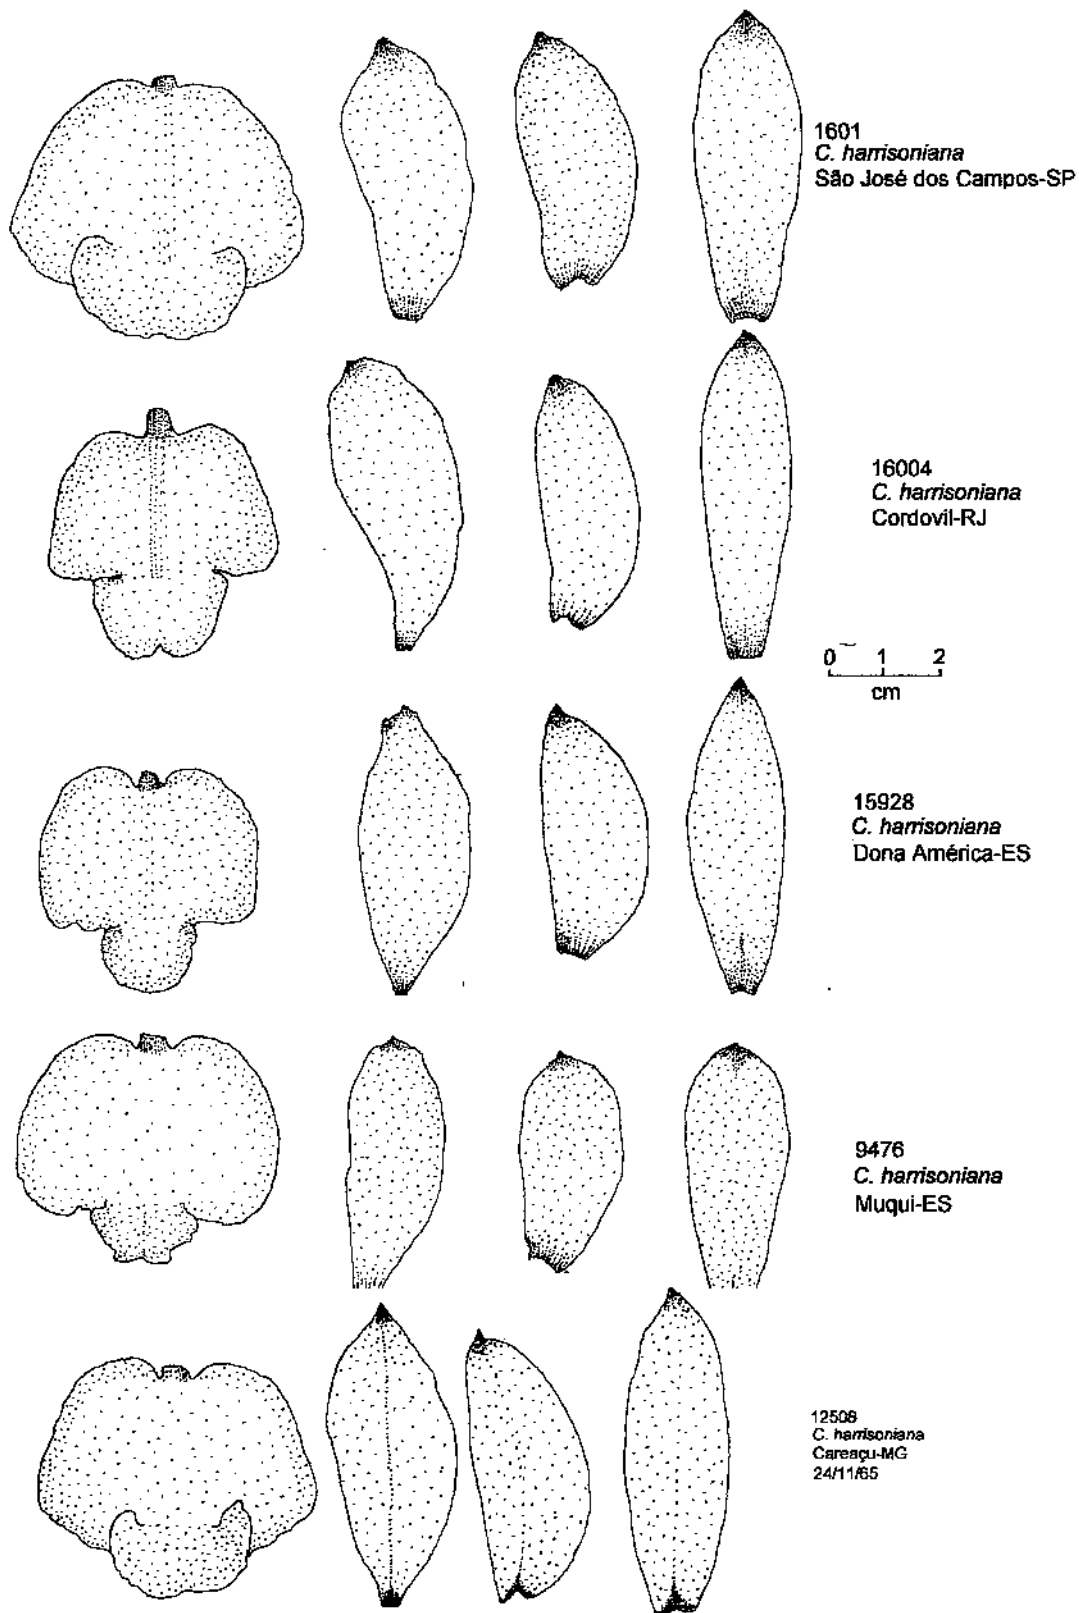 1601
C. harrisoniana
São José dos Campos-SP
16004
C. harrisoniana
Cordovil-RJ
0 1 2
cm
15928
C. harrisoniana
Dona América-ES
9476
C. harrisoniana
Muqui-ES
12508
C. harrisoniana
Careaçu-MG
24/11/65